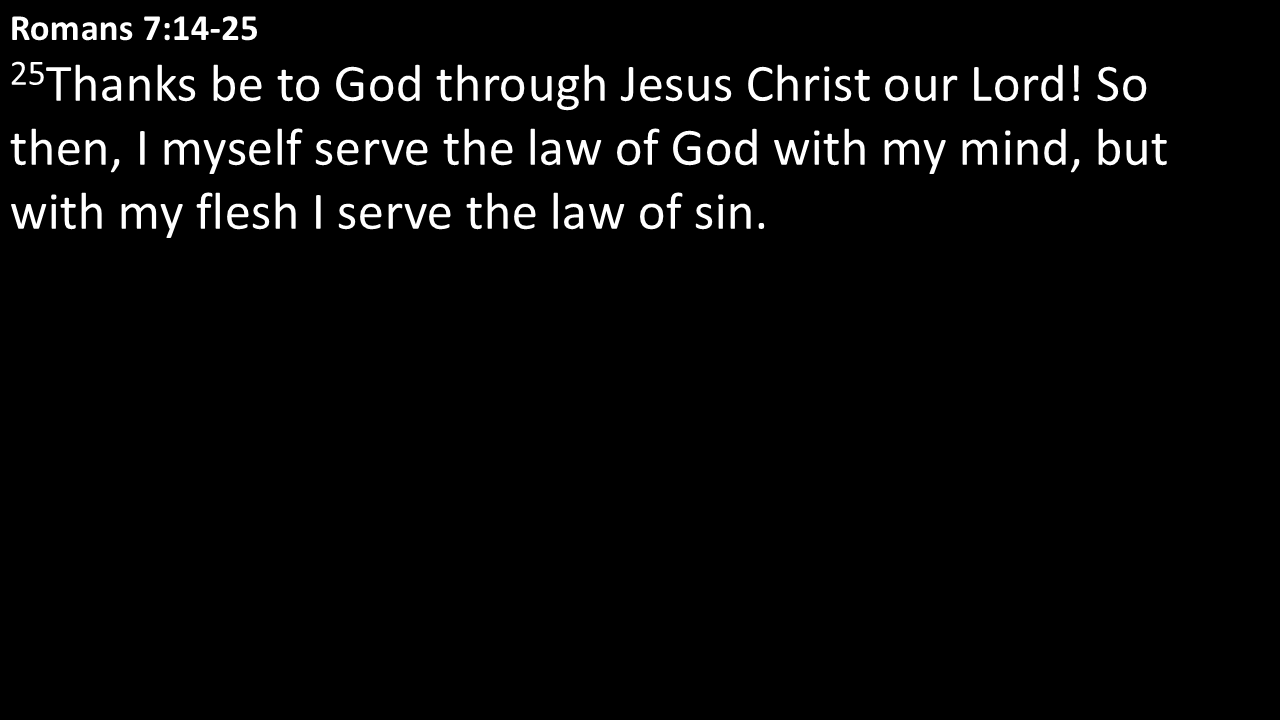 Romans 7:14-25
25Thanks be to God through Jesus Christ our Lord! So
then, I myself serve the law of God with my mind, but
with my flesh I serve the law of sin.